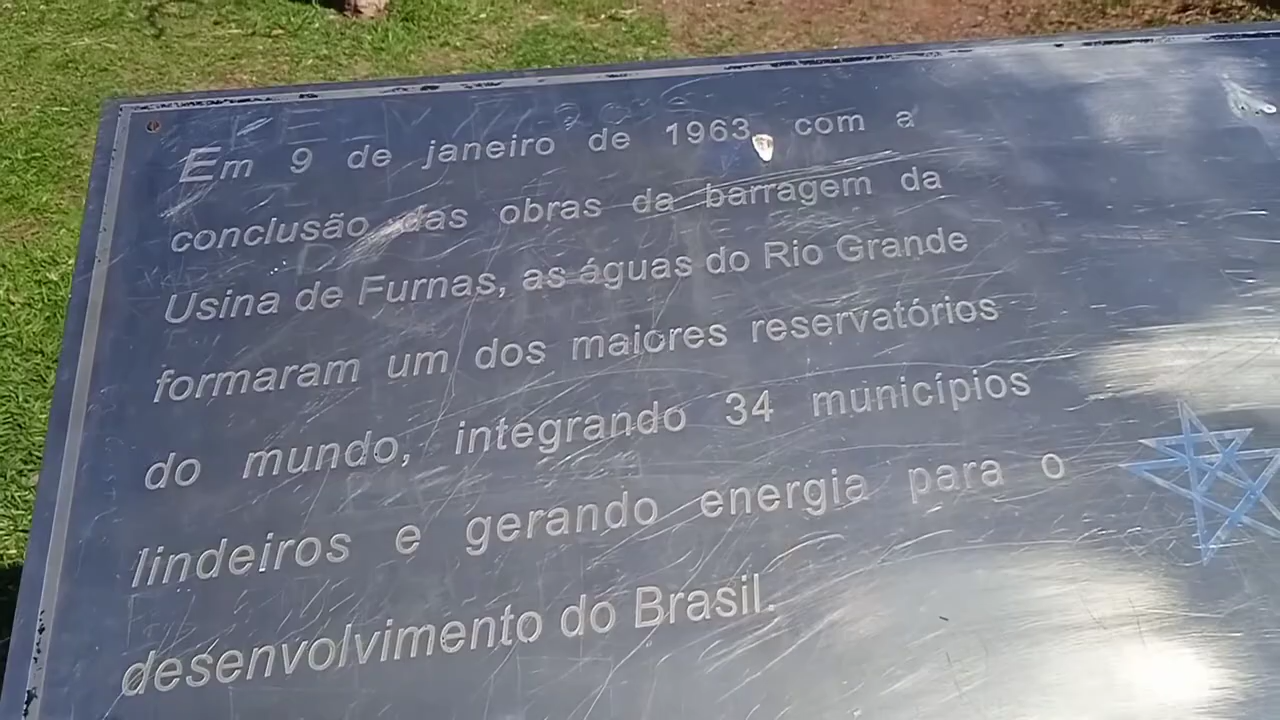 Em 9 de janeiro de 1963, com a
conclusão das obras da barragem da
Usina de Furnas, as águas do Rio Grande
formaram um dos maiores reservatórios
do mundo, integrando 34 municípios
lindeiros e gerando energia para o
desenvolvimento do Brasil.